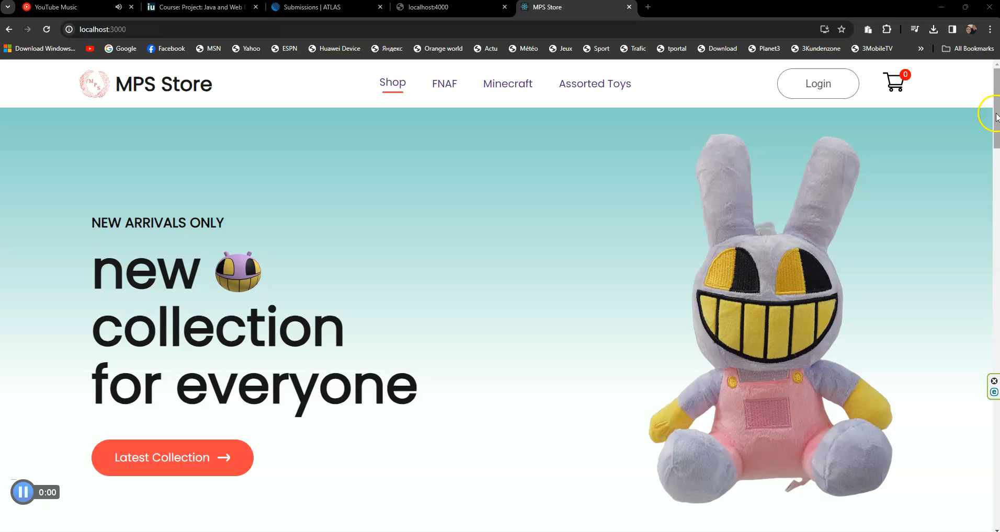 YouTube Music
Course: Project: Java and Web
Submissions | ATLAS
localhost:4000
MPS Store
localhost:3000
Download Windows...
Google
Facebook
MSN
Yahoo
ESPN
Huawei Device
Яндекс
Orange world
Actu
Météo
Jeux
Sport
Trafic
tportal
Download
Planet3
3Kundenzone
3MobileTV
All Bookmarks
MPS
MPS Store
Shop
FNAF
Minecraft
Assorted Toys
Login
0
NEW ARRIVALS ONLY
new
collection
for everyone
Latest Collection
0:00